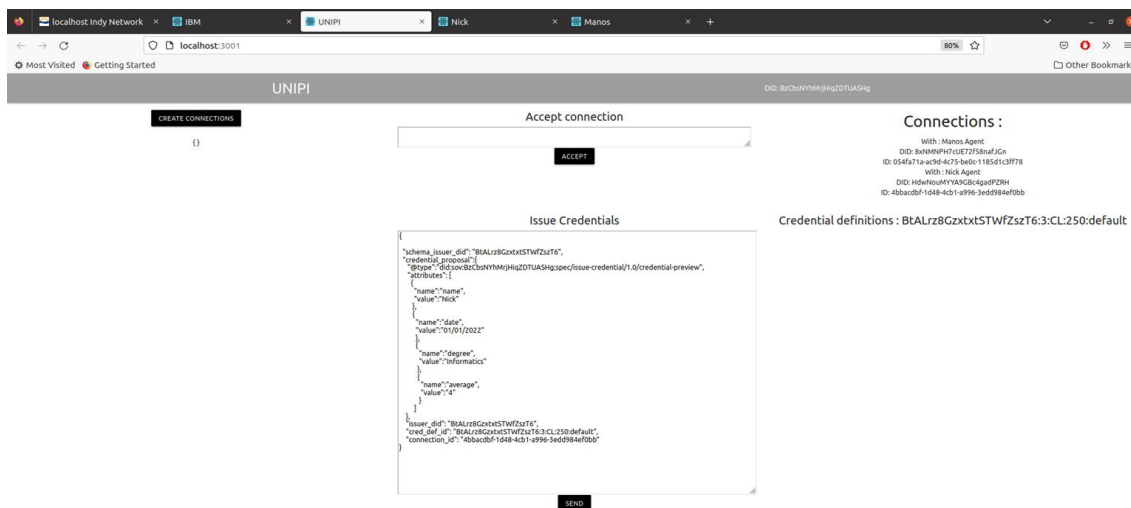 localhost Indy Network
IBM
UNIPI
Nick
Manos
localhost:3001
80%
Most Visited
Getting Started
Other Bookmark
UNIPI
DID: BzCbsNYhMrjHiqZDTUASHg
CREATE CONNECTIONS
{}
Accept connection
ACCEPT
Connections :
With : Manos Agent
DID: 8xNMNPH7cUE72fS8nafJGn
ID: 054fa71a-ac9d-4c75-be0c-1185d1c3ff78
With : Nick Agent
DID: HdwNouMYYA9GBc4gadPZRH
ID: 4bbacdbf-1d48-4cb1-a996-3edd984ef0bb
Issue Credentials
Credential definitions : BtALrz8GzxtxtSTWfZszT6:3:CL:250:default
{
"schema_issuer_did": "BtALrz8GzxtxtSTWfZszT6",
"credential_proposal":{
"@type":"did:sov:BzCbsNYhMrjHiqZDTUASHg;spec/issue-credential/1.0/credential-preview",
"attributes": [
{
"name":"name",
"value":"Nick"
},
{
"name":"date",
"value":"01/01/2022"
},
{
"name":"degree",
"value":"Informatics"
},
{
"name":"average",
"value":"4"
}
]
},
"issuer_did": "BtALrz8GzxtxtSTWfZszT6",
"cred_def_id": "BtALrz8GzxtxtSTWfZszT6:3:CL:250:default",
"connection_id": "4bbacdbf-1d48-4cb1-a996-3edd984ef0bb"
}
SEND